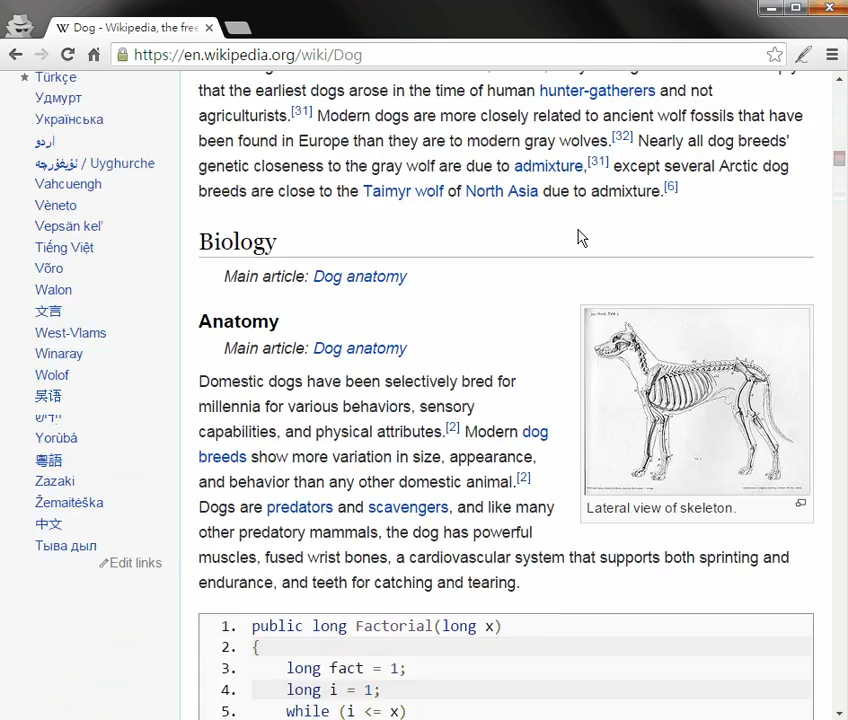 Dog - Wikipedia, the free
https://en.wikipedia.org/wiki/Dog
Türkçe
Удмурт
Українська
اردو
ئۇيغۇرچە / Uyghurche
Vahcuengh
Vèneto
Vepsän kel'
Tiếng Việt
Võro
Walon
文言
West-Vlams
Winaray
Wolof
吴语
ייִדיש
Yorùbá
粵語
Zazaki
Žemaitėška
中文
Тыва дыл
Edit links
that the earliest dogs arose in the time of human hunter-gatherers and not
agriculturists.[31] Modern dogs are more closely related to ancient wolf fossils that have
been found in Europe than they are to modern gray wolves.[32] Nearly all dog breeds'
genetic closeness to the gray wolf are due to admixture,[31] except several Arctic dog
breeds are close to the Taimyr wolf of North Asia due to admixture.[6]
Biology
Main article: Dog anatomy
Anatomy
Main article: Dog anatomy
Domestic dogs have been selectively bred for
millennia for various behaviors, sensory
capabilities, and physical attributes.[2] Modern dog
breeds show more variation in size, appearance,
and behavior than any other domestic animal.[2]
Dogs are predators and scavengers, and like many
other predatory mammals, the dog has powerful
muscles, fused wrist bones, a cardiovascular system that supports both sprinting and
endurance, and teeth for catching and tearing.
Lateral view of skeleton.
1. public long Factorial(long x)
2. {
3. long fact = 1;
4. long i = 1;
5. while (i <= x)